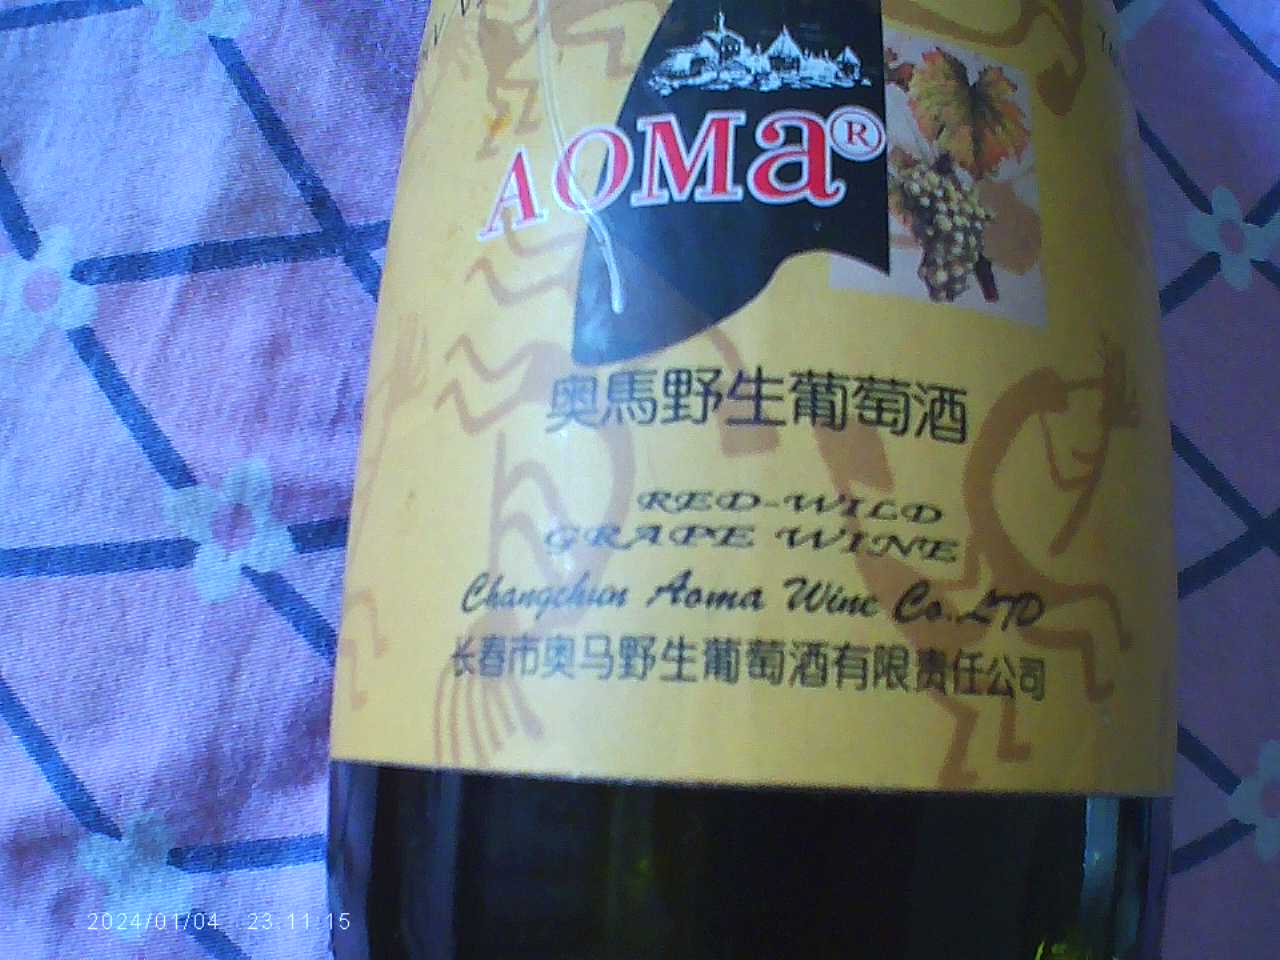 AOMa®
奥馬野生葡萄酒
RED-WILD
GRAPE WINE
Changchun Aoma Wine Co.LTD
长春市奥马野生葡萄酒有限责任公司
2024/01/04 23:11:15